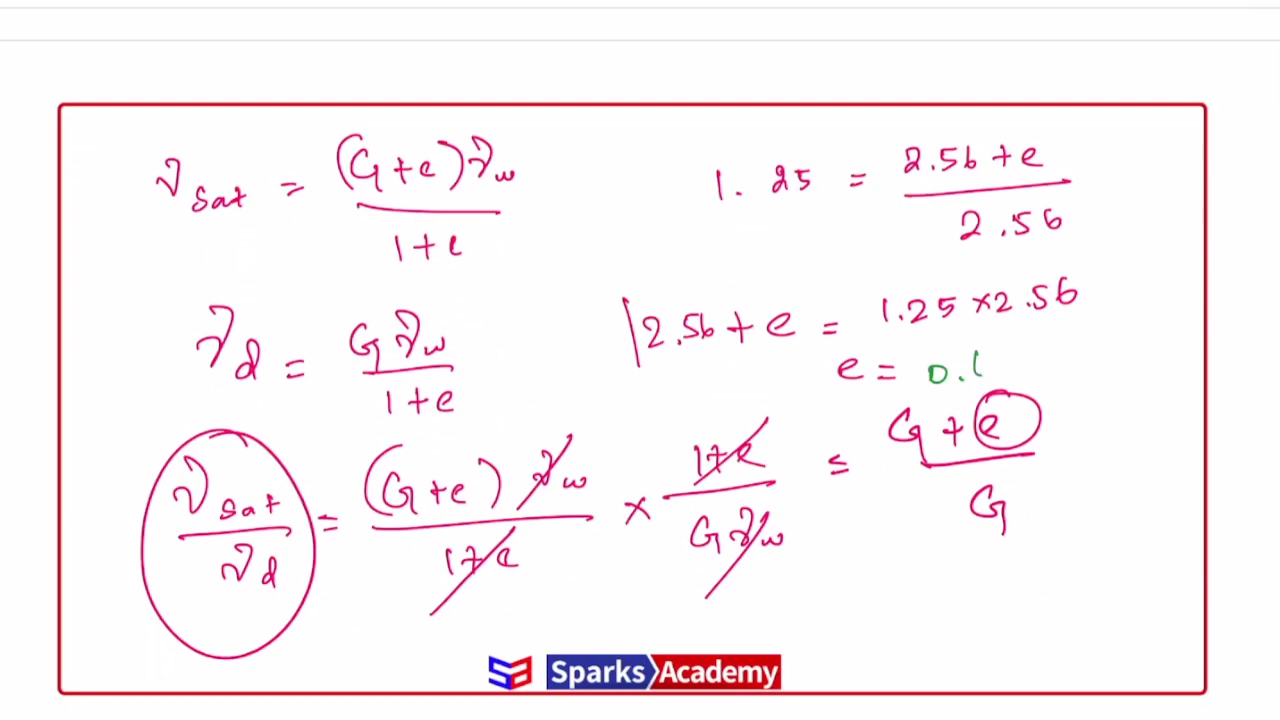 γsat = (G+e)γw / 1+e
γd = Gγw / 1+e
γsat / γd = (G+e) γw / 1+e × 1+e / Gγw = G+e / G
1.25 = 2.56+e / 2.56
2.56+e = 1.25×2.56
e = 0.(
Sparks Academy